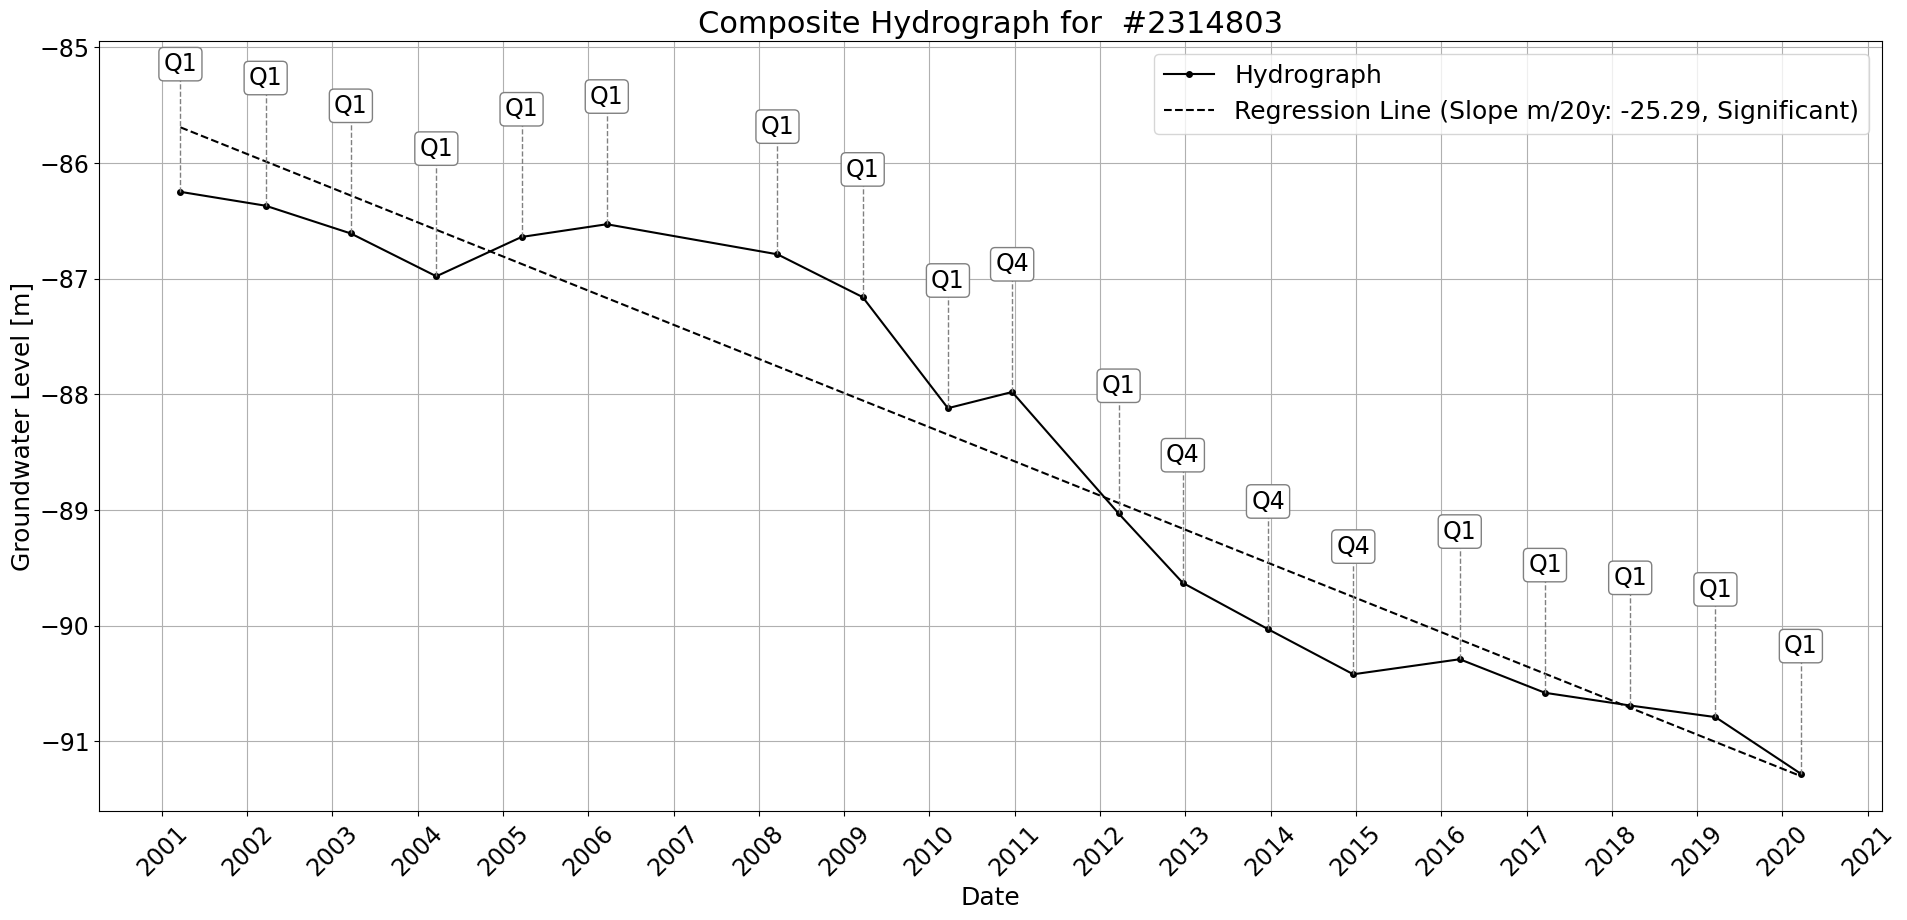 Composite Hydrograph for  #2314803
Hydrograph
Regression Line (Slope m/20y: -25.29, Significant)
Groundwater Level [m]
−85
−86
−87
−88
−89
−90
−91
Q1
Q1
Q1
Q1
Q1
Q1
Q1
Q1
Q1
Q4
Q1
Q4
Q4
Q4
Q1
Q1
Q1
Q1
Q1
2001
2002
2003
2004
2005
2006
2007
2008
2009
2010
2011
2012
2013
2014
2015
2016
2017
2018
2019
2020
2021
Date